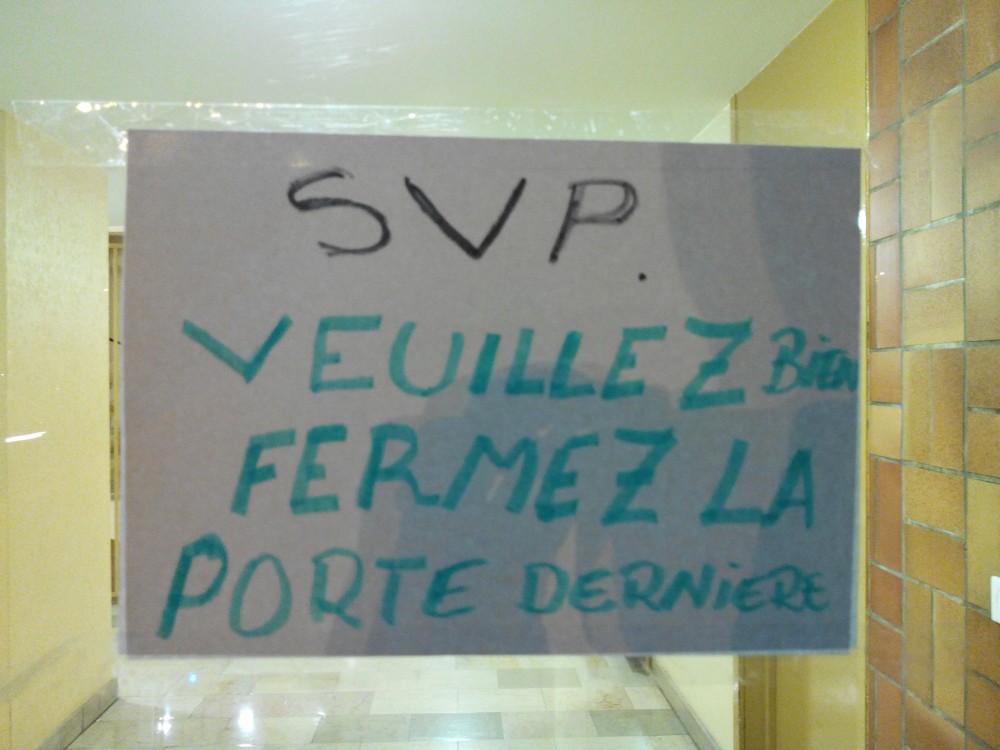 SVP.
VEUILLEZ BiEN
FERMEZ LA
PORTE DERNiERE